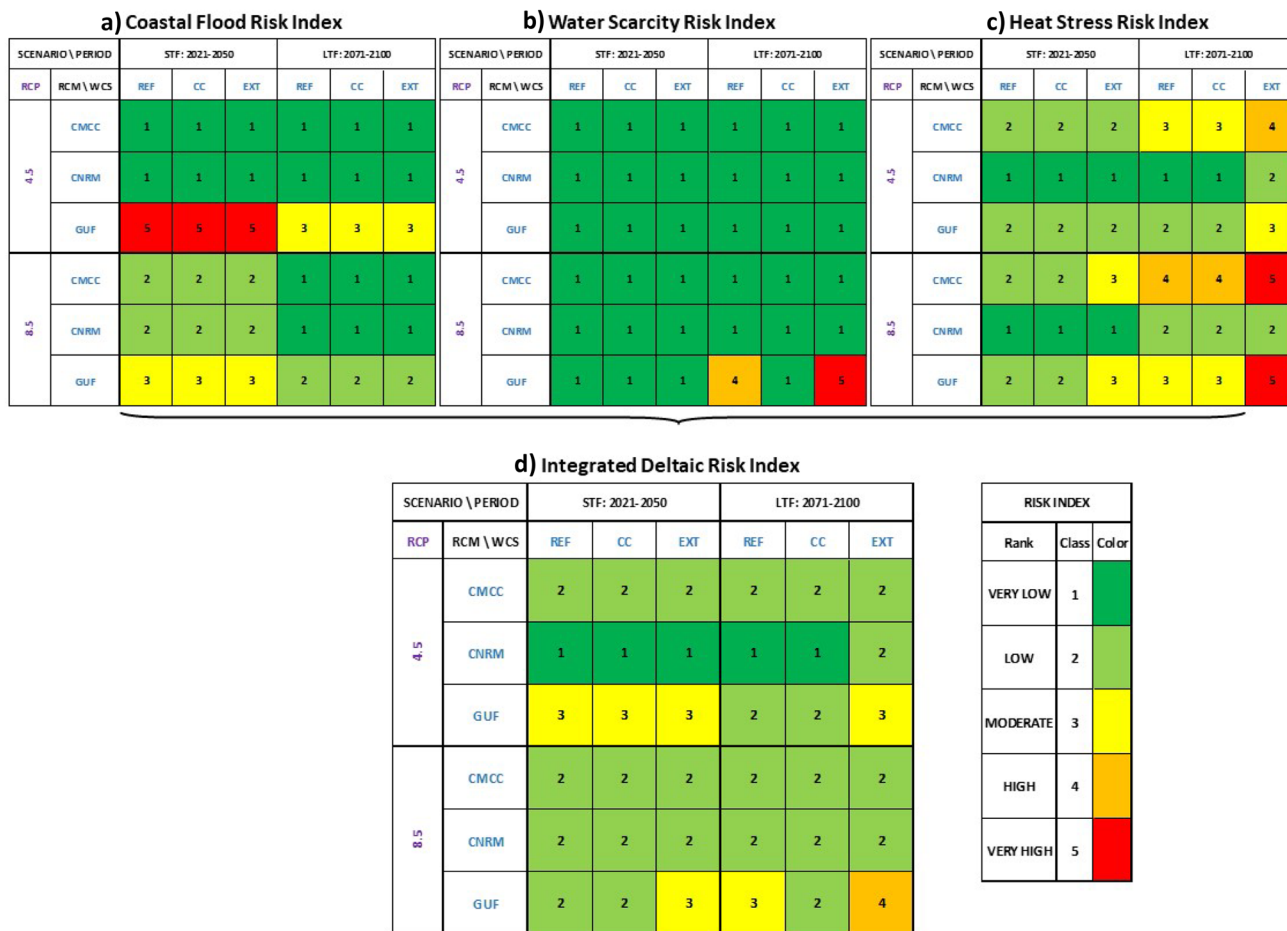 a) Coastal Flood Risk Index
SCENARIO \ PERIOD STF: 2021-2050 LTF: 2071-2100
RCP RCM \ WCS REF CC EXT REF CC EXT
4.5 CMCC 1 1 1 1 1 1
CNRM 1 1 1 1 1 1
GUF 5 5 5 3 3 3
8.5 CMCC 2 2 2 1 1 1
CNRM 2 2 2 1 1 1
GUF 3 3 3 2 2 2
b) Water Scarcity Risk Index
SCENARIO \ PERIOD STF: 2021-2050 LTF: 2071-2100
RCP RCM \ WCS REF CC EXT REF CC EXT
4.5 CMCC 1 1 1 1 1 1
CNRM 1 1 1 1 1 1
GUF 1 1 1 1 1 1
8.5 CMCC 1 1 1 1 1 1
CNRM 1 1 1 1 1 1
GUF 1 1 1 4 1 5
c) Heat Stress Risk Index
SCENARIO \ PERIOD STF: 2021-2050 LTF: 2071-2100
RCP RCM \ WCS REF CC EXT REF CC EXT
4.5 CMCC 2 2 2 3 3 4
CNRM 1 1 1 1 1 2
GUF 2 2 2 2 2 3
8.5 CMCC 2 2 3 4 4 5
CNRM 1 1 1 2 2 2
GUF 2 2 3 3 3 5
d) Integrated Deltaic Risk Index
SCENARIO \ PERIOD STF: 2021-2050 LTF: 2071-2100
RCP RCM \ WCS REF CC EXT REF CC EXT
4.5 CMCC 2 2 2 2 2 2
CNRM 1 1 1 1 1 2
GUF 3 3 3 2 2 3
8.5 CMCC 2 2 2 2 2 2
CNRM 2 2 2 2 2 2
GUF 2 2 3 3 2 4
RISK INDEX
Rank Class Color
VERY LOW 1
LOW 2
MODERATE 3
HIGH 4
VERY HIGH 5